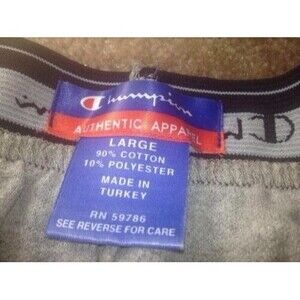 Champion
AUTHENTIC APPAREL
LARGE
90% COTTON
10% POLYESTER
MADE IN
TURKEY
RN 59786
SEE REVERSE FOR CARE